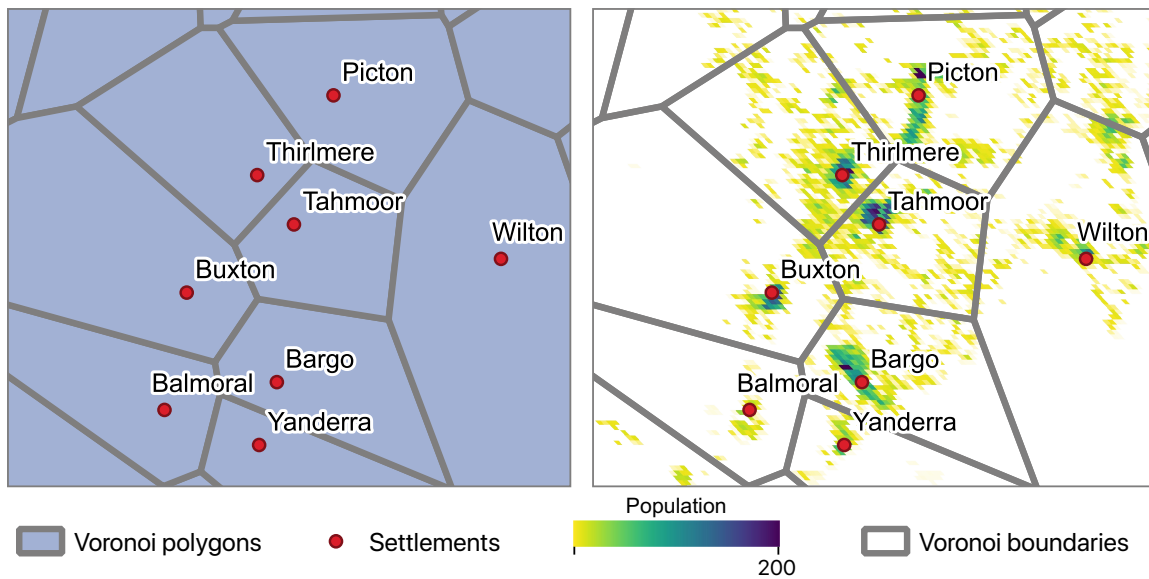 Picton
Thirlmere
Tahmoor
Wilton
Buxton
Bargo
Balmoral
Yanderra
Picton
Thirlmere
Tahmoor
Wilton
Buxton
Bargo
Balmoral
Yanderra
Population
200
Voronoi polygons
Settlements
Voronoi boundaries